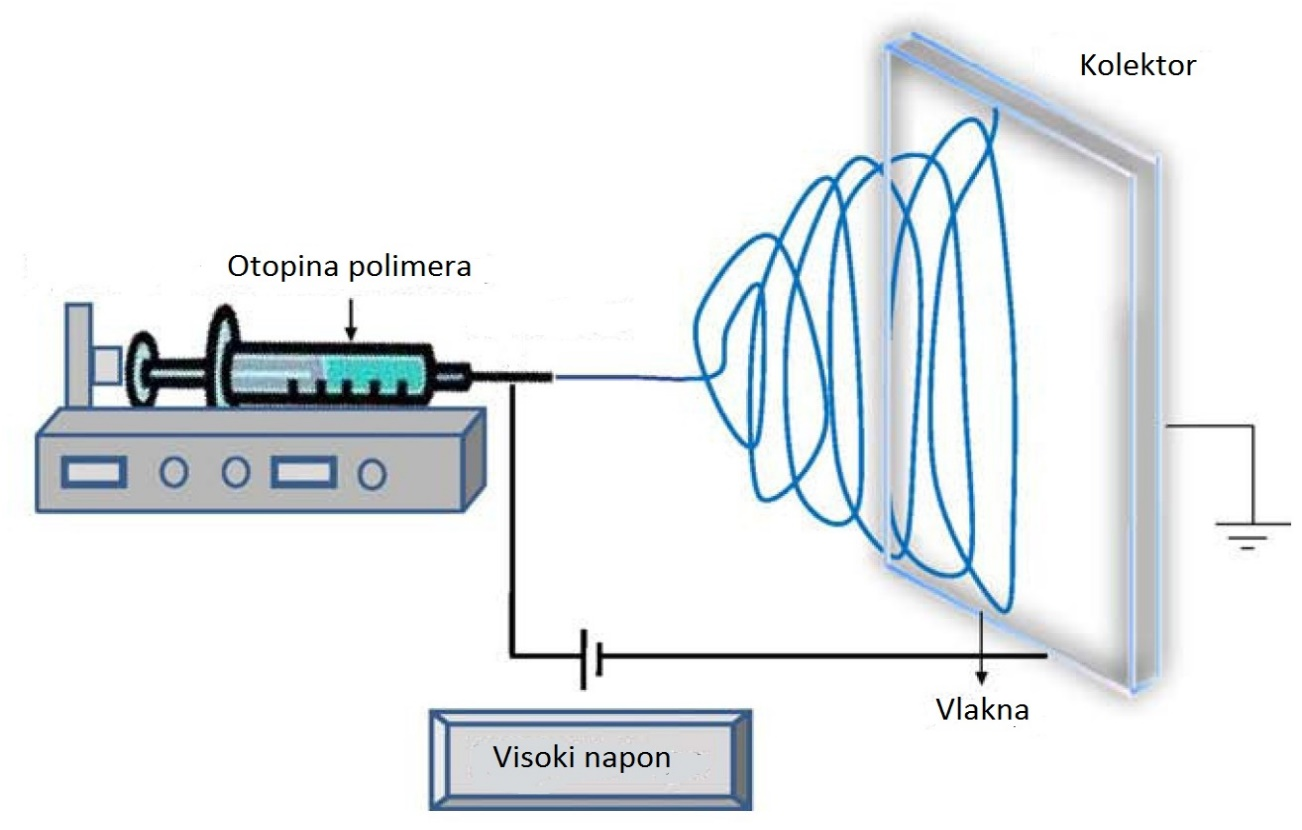 Kolektor
Otopina polimera
Vlakna
Visoki napon